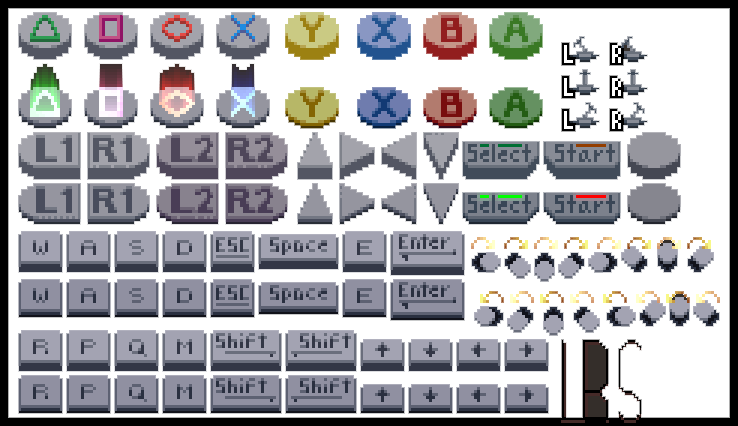 X Y X B A
L R
X Y X B A
L R
L R
L1 R1 L2 R2 Select Start
L1 R1 L2 R2 Select Start
W A S D ESC Space E Enter
W A S D ESC Space E Enter
R P Q M Shift Shift
R P Q M Shift Shift